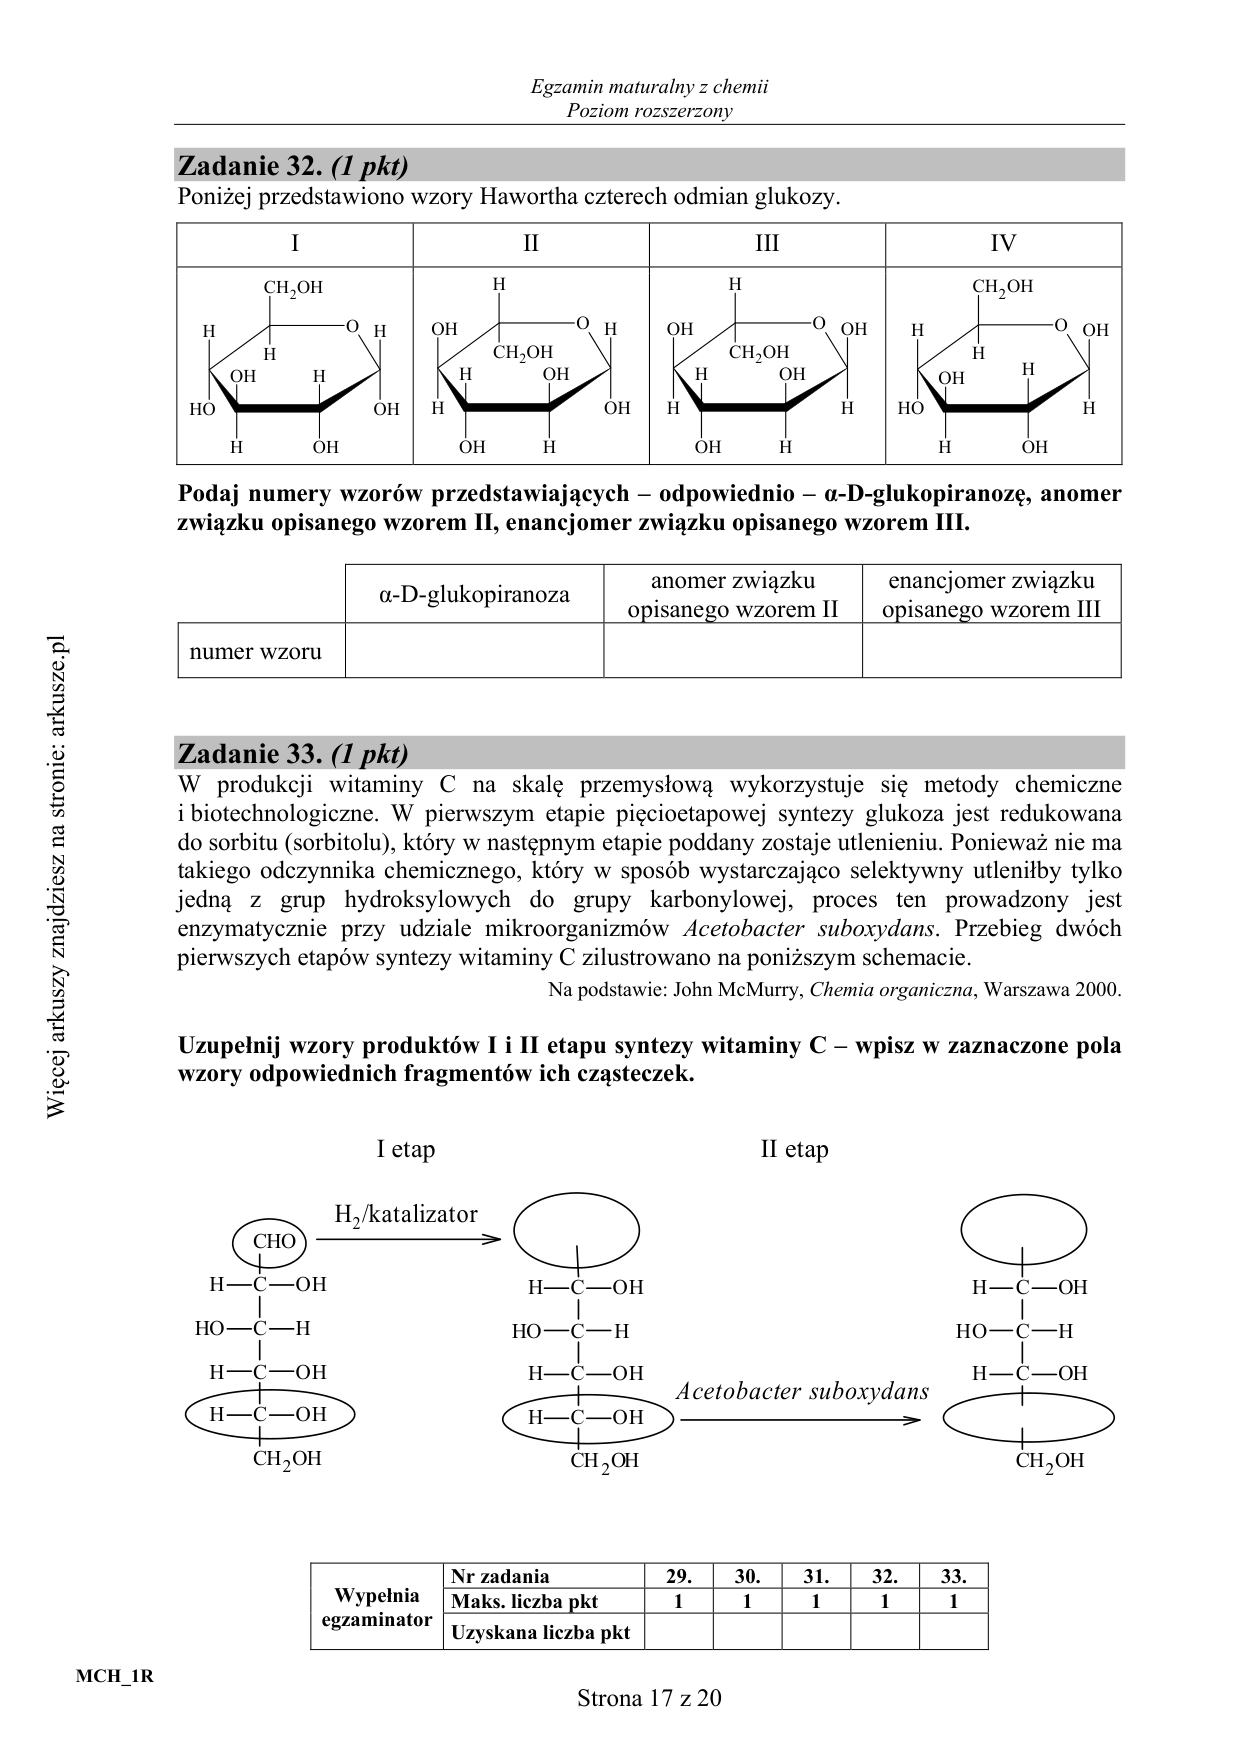 Egzamin maturalny z chemii
Poziom rozszerzony
Zadanie 32. (1 pkt)
Poniżej przedstawiono wzory Hawortha czterech odmian glukozy.
I II III IV
CH2OH H H CH2OH
H O H OH O H OH O OH H O OH
H CH2OH CH2OH H
OH H H OH H OH OH H
HO OH H OH H H HO H
H OH OH H OH H H OH
Podaj numery wzorów przedstawiających – odpowiednio – α-D-glukopiranozę, anomer
związku opisanego wzorem II, enancjomer związku opisanego wzorem III.
α-D-glukopiranoza
anomer związku
opisanego wzorem II
enancjomer związku
opisanego wzorem III
numer wzoru
Zadanie 33. (1 pkt)
W produkcji witaminy C na skalę przemysłową wykorzystuje się metody chemiczne
i biotechnologiczne. W pierwszym etapie pięcioetapowej syntezy glukoza jest redukowana
do sorbitu (sorbitolu), który w następnym etapie poddany zostaje utlenieniu. Ponieważ nie ma
takiego odczynnika chemicznego, który w sposób wystarczająco selektywny utleniłby tylko
jedną z grup hydroksylowych do grupy karbonylowej, proces ten prowadzony jest
enzymatycznie przy udziale mikroorganizmów Acetobacter suboxydans. Przebieg dwóch
pierwszych etapów syntezy witaminy C zilustrowano na poniższym schemacie.
Na podstawie: John McMurry, Chemia organiczna, Warszawa 2000.
Uzupełnij wzory produktów I i II etapu syntezy witaminy C – wpisz w zaznaczone pola
wzory odpowiednich fragmentów ich cząsteczek.
I etap II etap
H2/katalizator
CHO
H—C—OH H—C—OH H—C—OH
HO—C—H HO—C—H HO—C—H
H—C—OH H—C—OH H—C—OH
Acetobacter suboxydans
H—C—OH H—C—OH
CH2OH CH2OH CH2OH
Wypełnia
egzaminator
Nr zadania 29. 30. 31. 32. 33.
Maks. liczba pkt 1 1 1 1 1
Uzyskana liczba pkt
MCH_1R
Strona 17 z 20
Więcej arkuszy znajdziesz na stronie: arkusze.pl